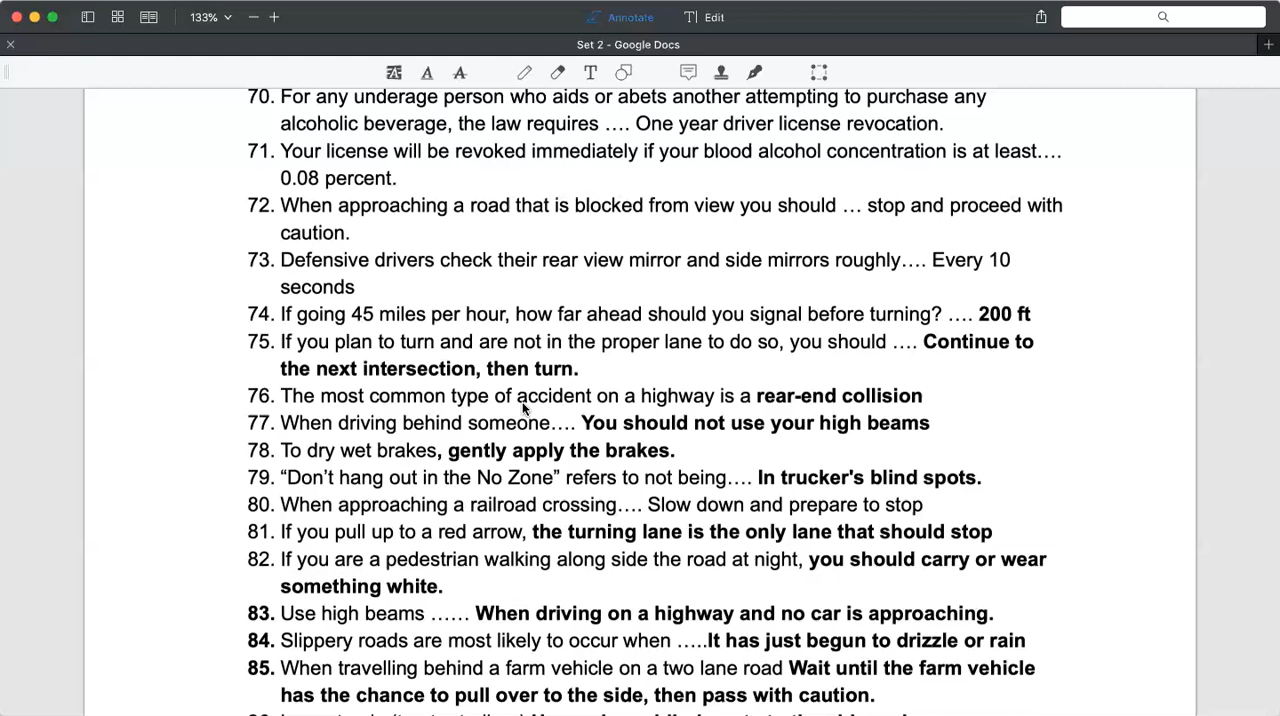 133%
Annotate
Edit
Set 2 - Google Docs
70. For any underage person who aids or abets another attempting to purchase any
alcoholic beverage, the law requires …. One year driver license revocation.
71. Your license will be revoked immediately if your blood alcohol concentration is at least….
0.08 percent.
72. When approaching a road that is blocked from view you should … stop and proceed with
caution.
73. Defensive drivers check their rear view mirror and side mirrors roughly…. Every 10
seconds
74. If going 45 miles per hour, how far ahead should you signal before turning? …. 200 ft
75. If you plan to turn and are not in the proper lane to do so, you should …. Continue to
the next intersection, then turn.
76. The most common type of accident on a highway is a rear-end collision
77. When driving behind someone…. You should not use your high beams
78. To dry wet brakes, gently apply the brakes.
79. “Don’t hang out in the No Zone” refers to not being…. In trucker's blind spots.
80. When approaching a railroad crossing…. Slow down and prepare to stop
81. If you pull up to a red arrow, the turning lane is the only lane that should stop
82. If you are a pedestrian walking along side the road at night, you should carry or wear
something white.
83. Use high beams …… When driving on a highway and no car is approaching.
84. Slippery roads are most likely to occur when …..It has just begun to drizzle or rain
85. When travelling behind a farm vehicle on a two lane road Wait until the farm vehicle
has the chance to pull over to the side, then pass with caution.